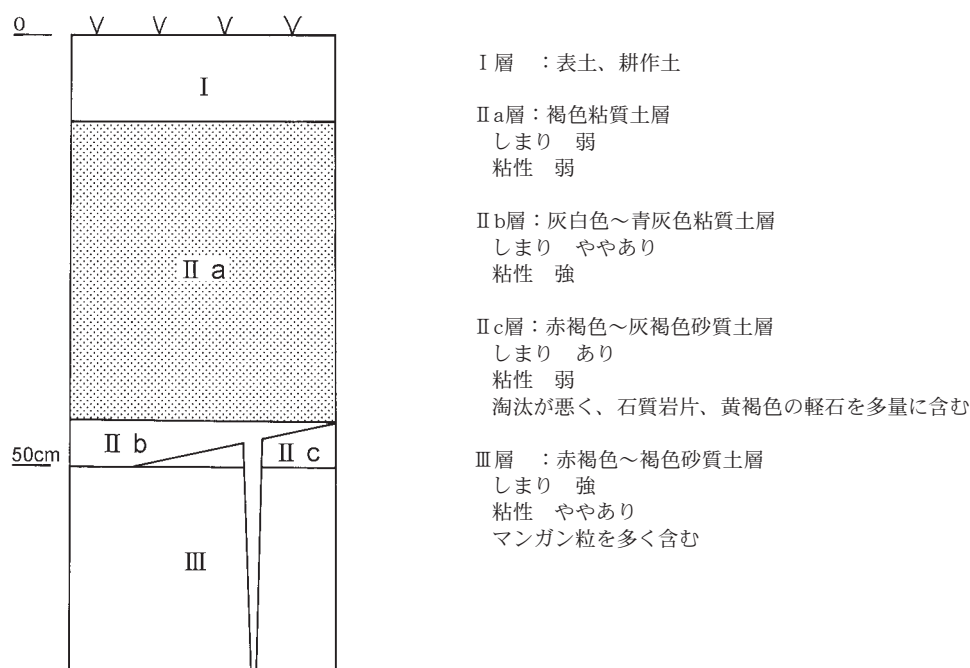 0
Ⅰ
Ⅱ a
Ⅱ b
Ⅱ c
50cm
Ⅲ
Ⅰ層　：表土、耕作土
Ⅱa層：褐色粘質土層
しまり　弱
粘性　弱
Ⅱb層：灰白色～青灰色粘質土層
しまり　ややあり
粘性　強
Ⅱc層：赤褐色～灰褐色砂質土層
しまり　あり
粘性　弱
淘汰が悪く、石質岩片、黄褐色の軽石を多量に含む
Ⅲ層　：赤褐色～褐色砂質土層
しまり　強
粘性　ややあり
マンガン粒を多く含む